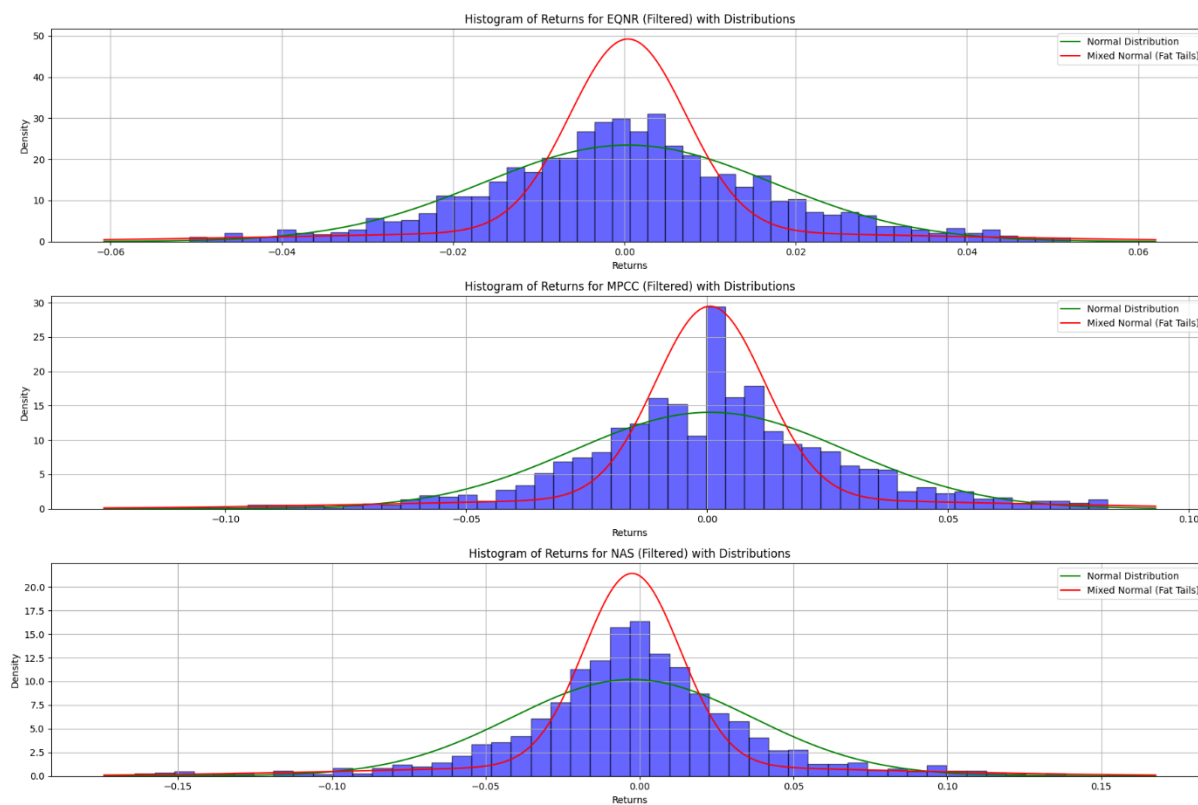 Histogram of Returns for EQNR (Filtered) with Distributions
50
40
30
20
10
0
Density
Normal Distribution
Mixed Normal (Fat Tails)
−0.06
−0.04
−0.02
0.00
0.02
0.04
0.06
Returns
Histogram of Returns for MPCC (Filtered) with Distributions
30
25
20
15
10
5
0
Density
Normal Distribution
Mixed Normal (Fat Tails)
−0.10
−0.05
0.00
0.05
0.10
Returns
Histogram of Returns for NAS (Filtered) with Distributions
20.0
17.5
15.0
12.5
10.0
7.5
5.0
2.5
0.0
Density
Normal Distribution
Mixed Normal (Fat Tails)
−0.15
−0.10
−0.05
0.00
0.05
0.10
0.15
Returns